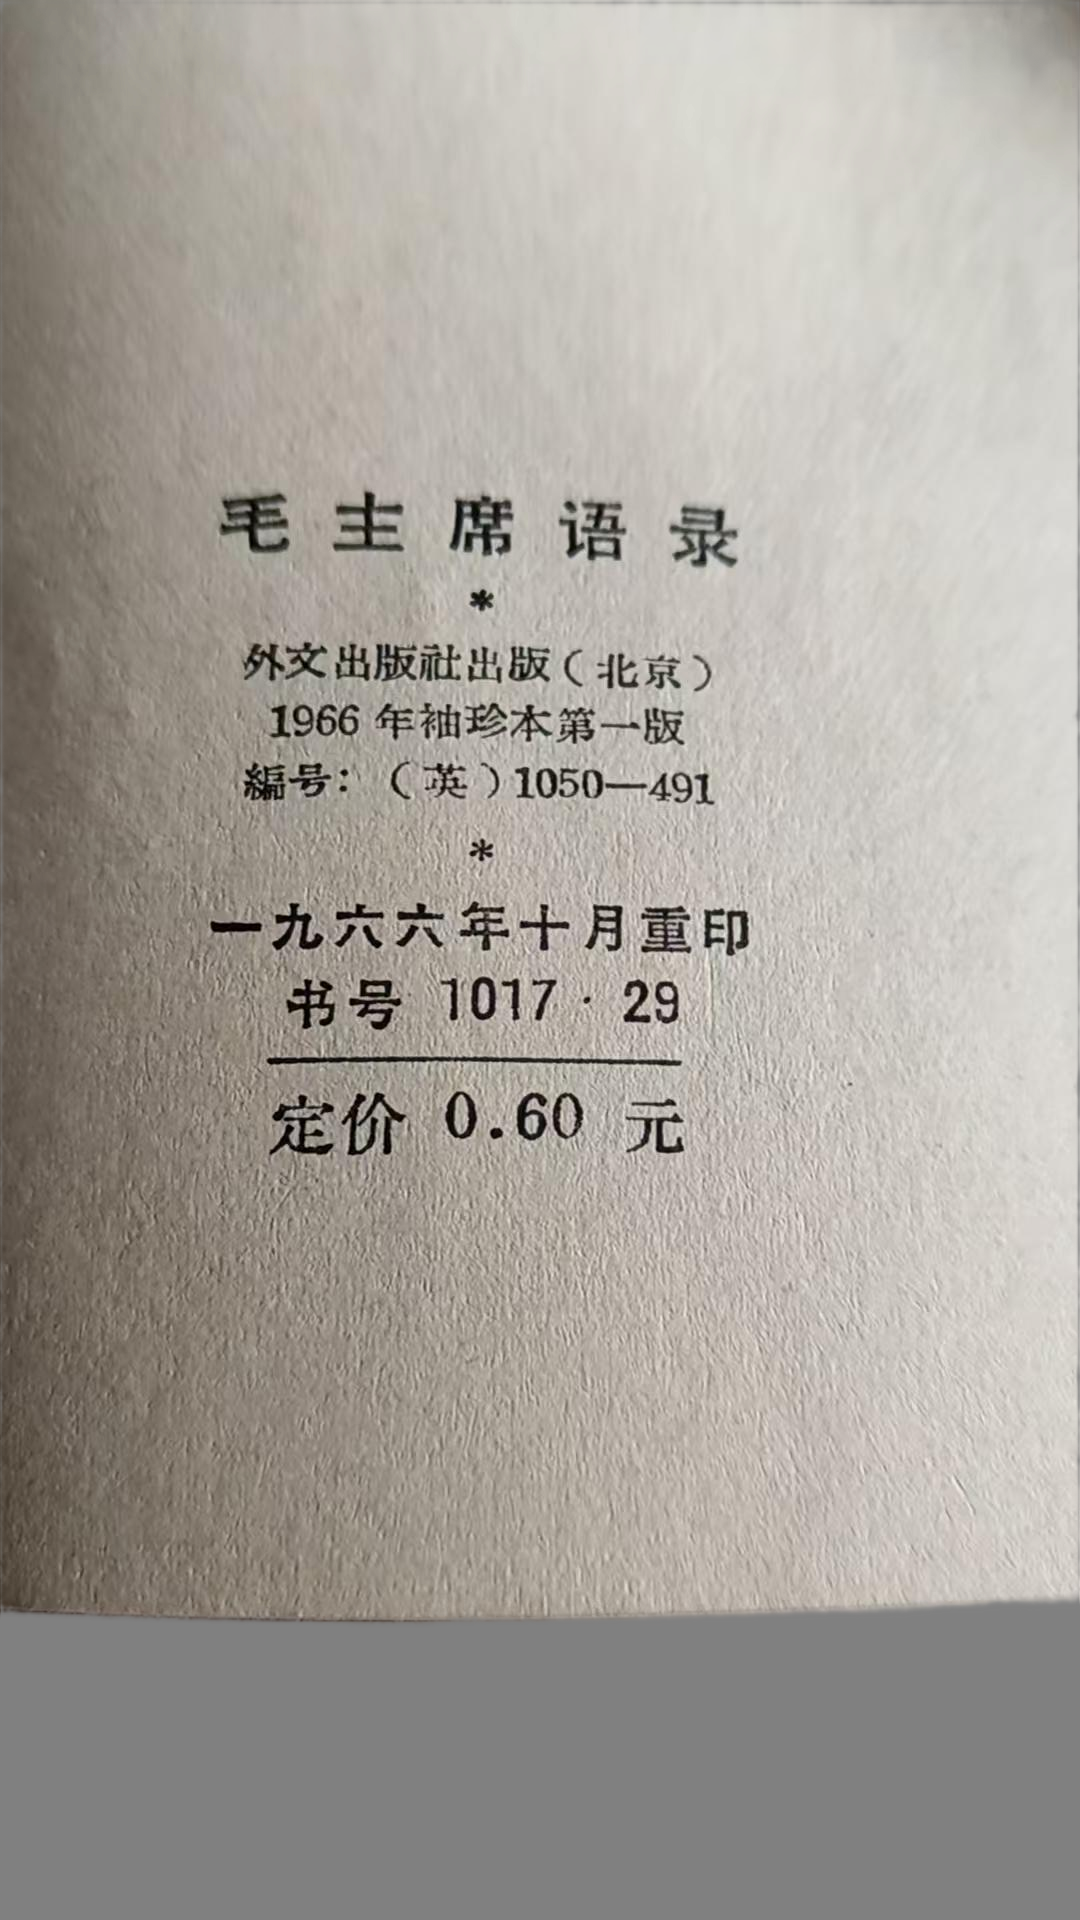 毛主席语录
*
外文出版社出版（北京）
1966年袖珍本第一版
編号：（英）1050—491
*
一九六六年十月重印
书号 1017·29
定价 0.60 元